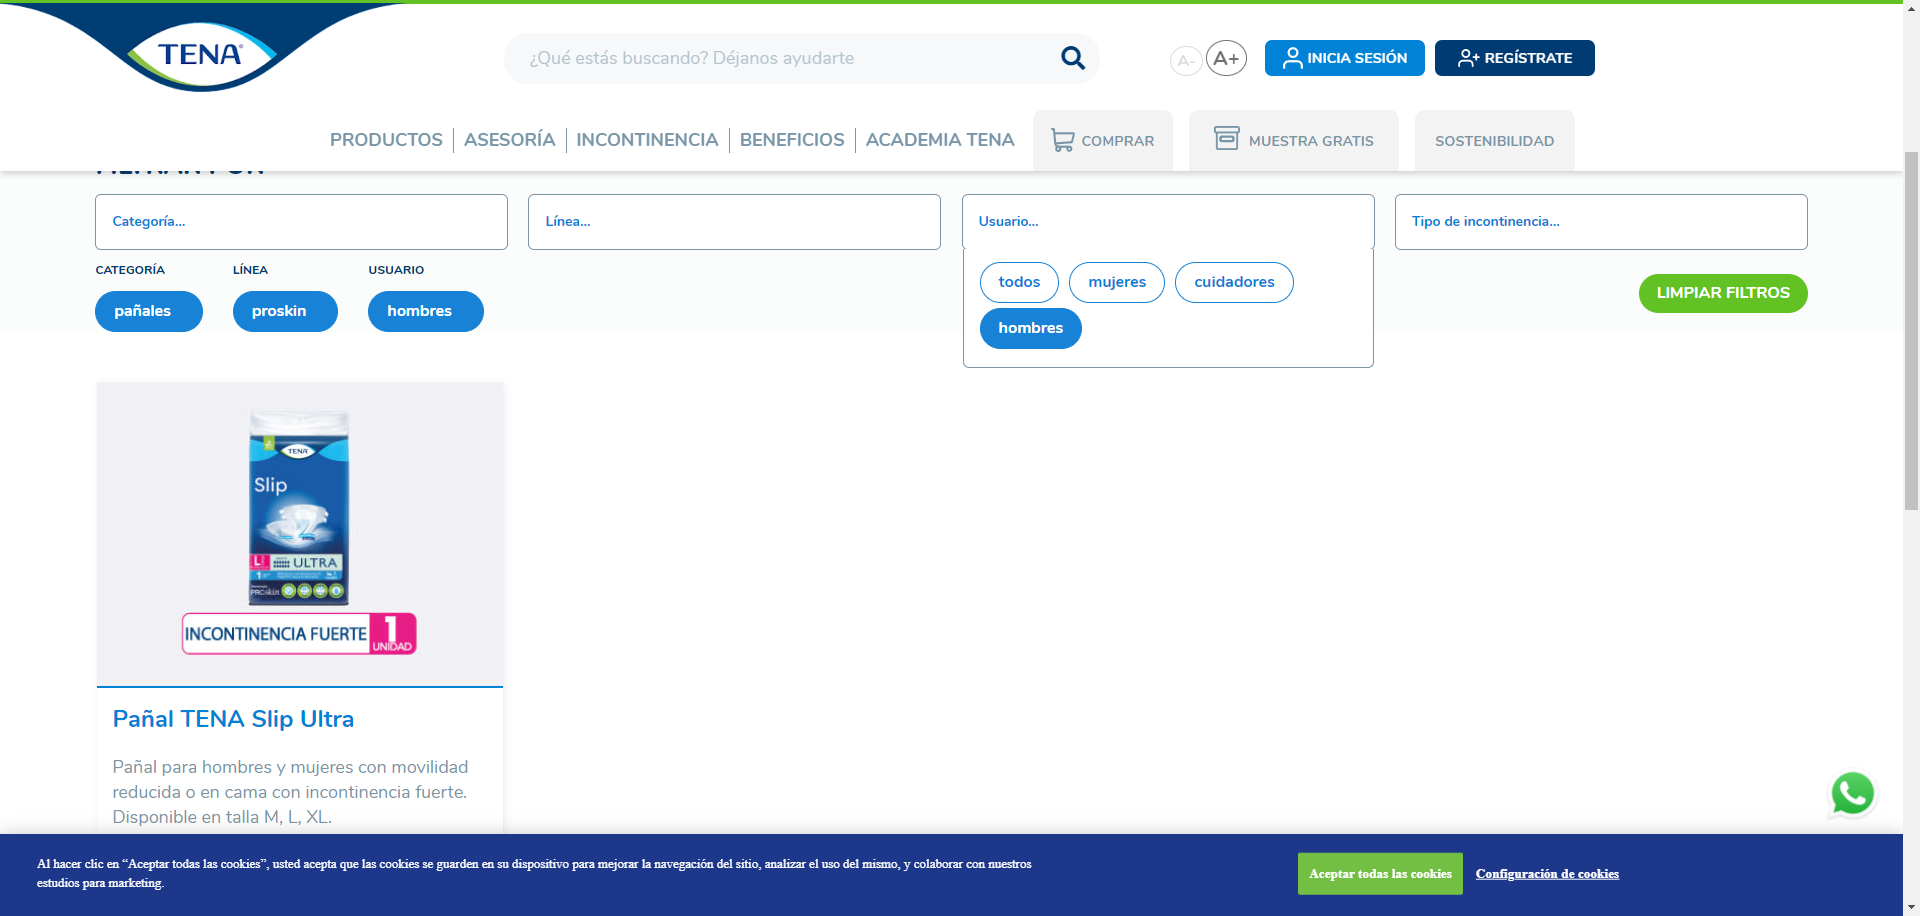 TENA
¿Qué estás buscando? Déjanos ayudarte
A-
A+
INICIA SESIÓN
REGÍSTRATE
PRODUCTOS
ASESORÍA
INCONTINENCIA
BENEFICIOS
ACADEMIA TENA
COMPRAR
MUESTRA GRATIS
SOSTENIBILIDAD
FILTRAR POR
Categoría...
Línea...
Usuario...
Tipo de incontinencia...
CATEGORÍA
LÍNEA
USUARIO
pañales
proskin
hombres
todos
mujeres
cuidadores
hombres
LIMPIAR FILTROS
TENA
Slip
L
ULTRA
1
PROskin
INCONTINENCIA FUERTE
1
UNIDAD
Pañal TENA Slip Ultra
Pañal para hombres y mujeres con movilidad
reducida o en cama con incontinencia fuerte.
Disponible en talla M, L, XL.
Al hacer clic en “Aceptar todas las cookies”, usted acepta que las cookies se guarden en su dispositivo para mejorar la navegación del sitio, analizar el uso del mismo, y colaborar con nuestros
estudios para marketing.
Aceptar todas las cookies
Configuración de cookies